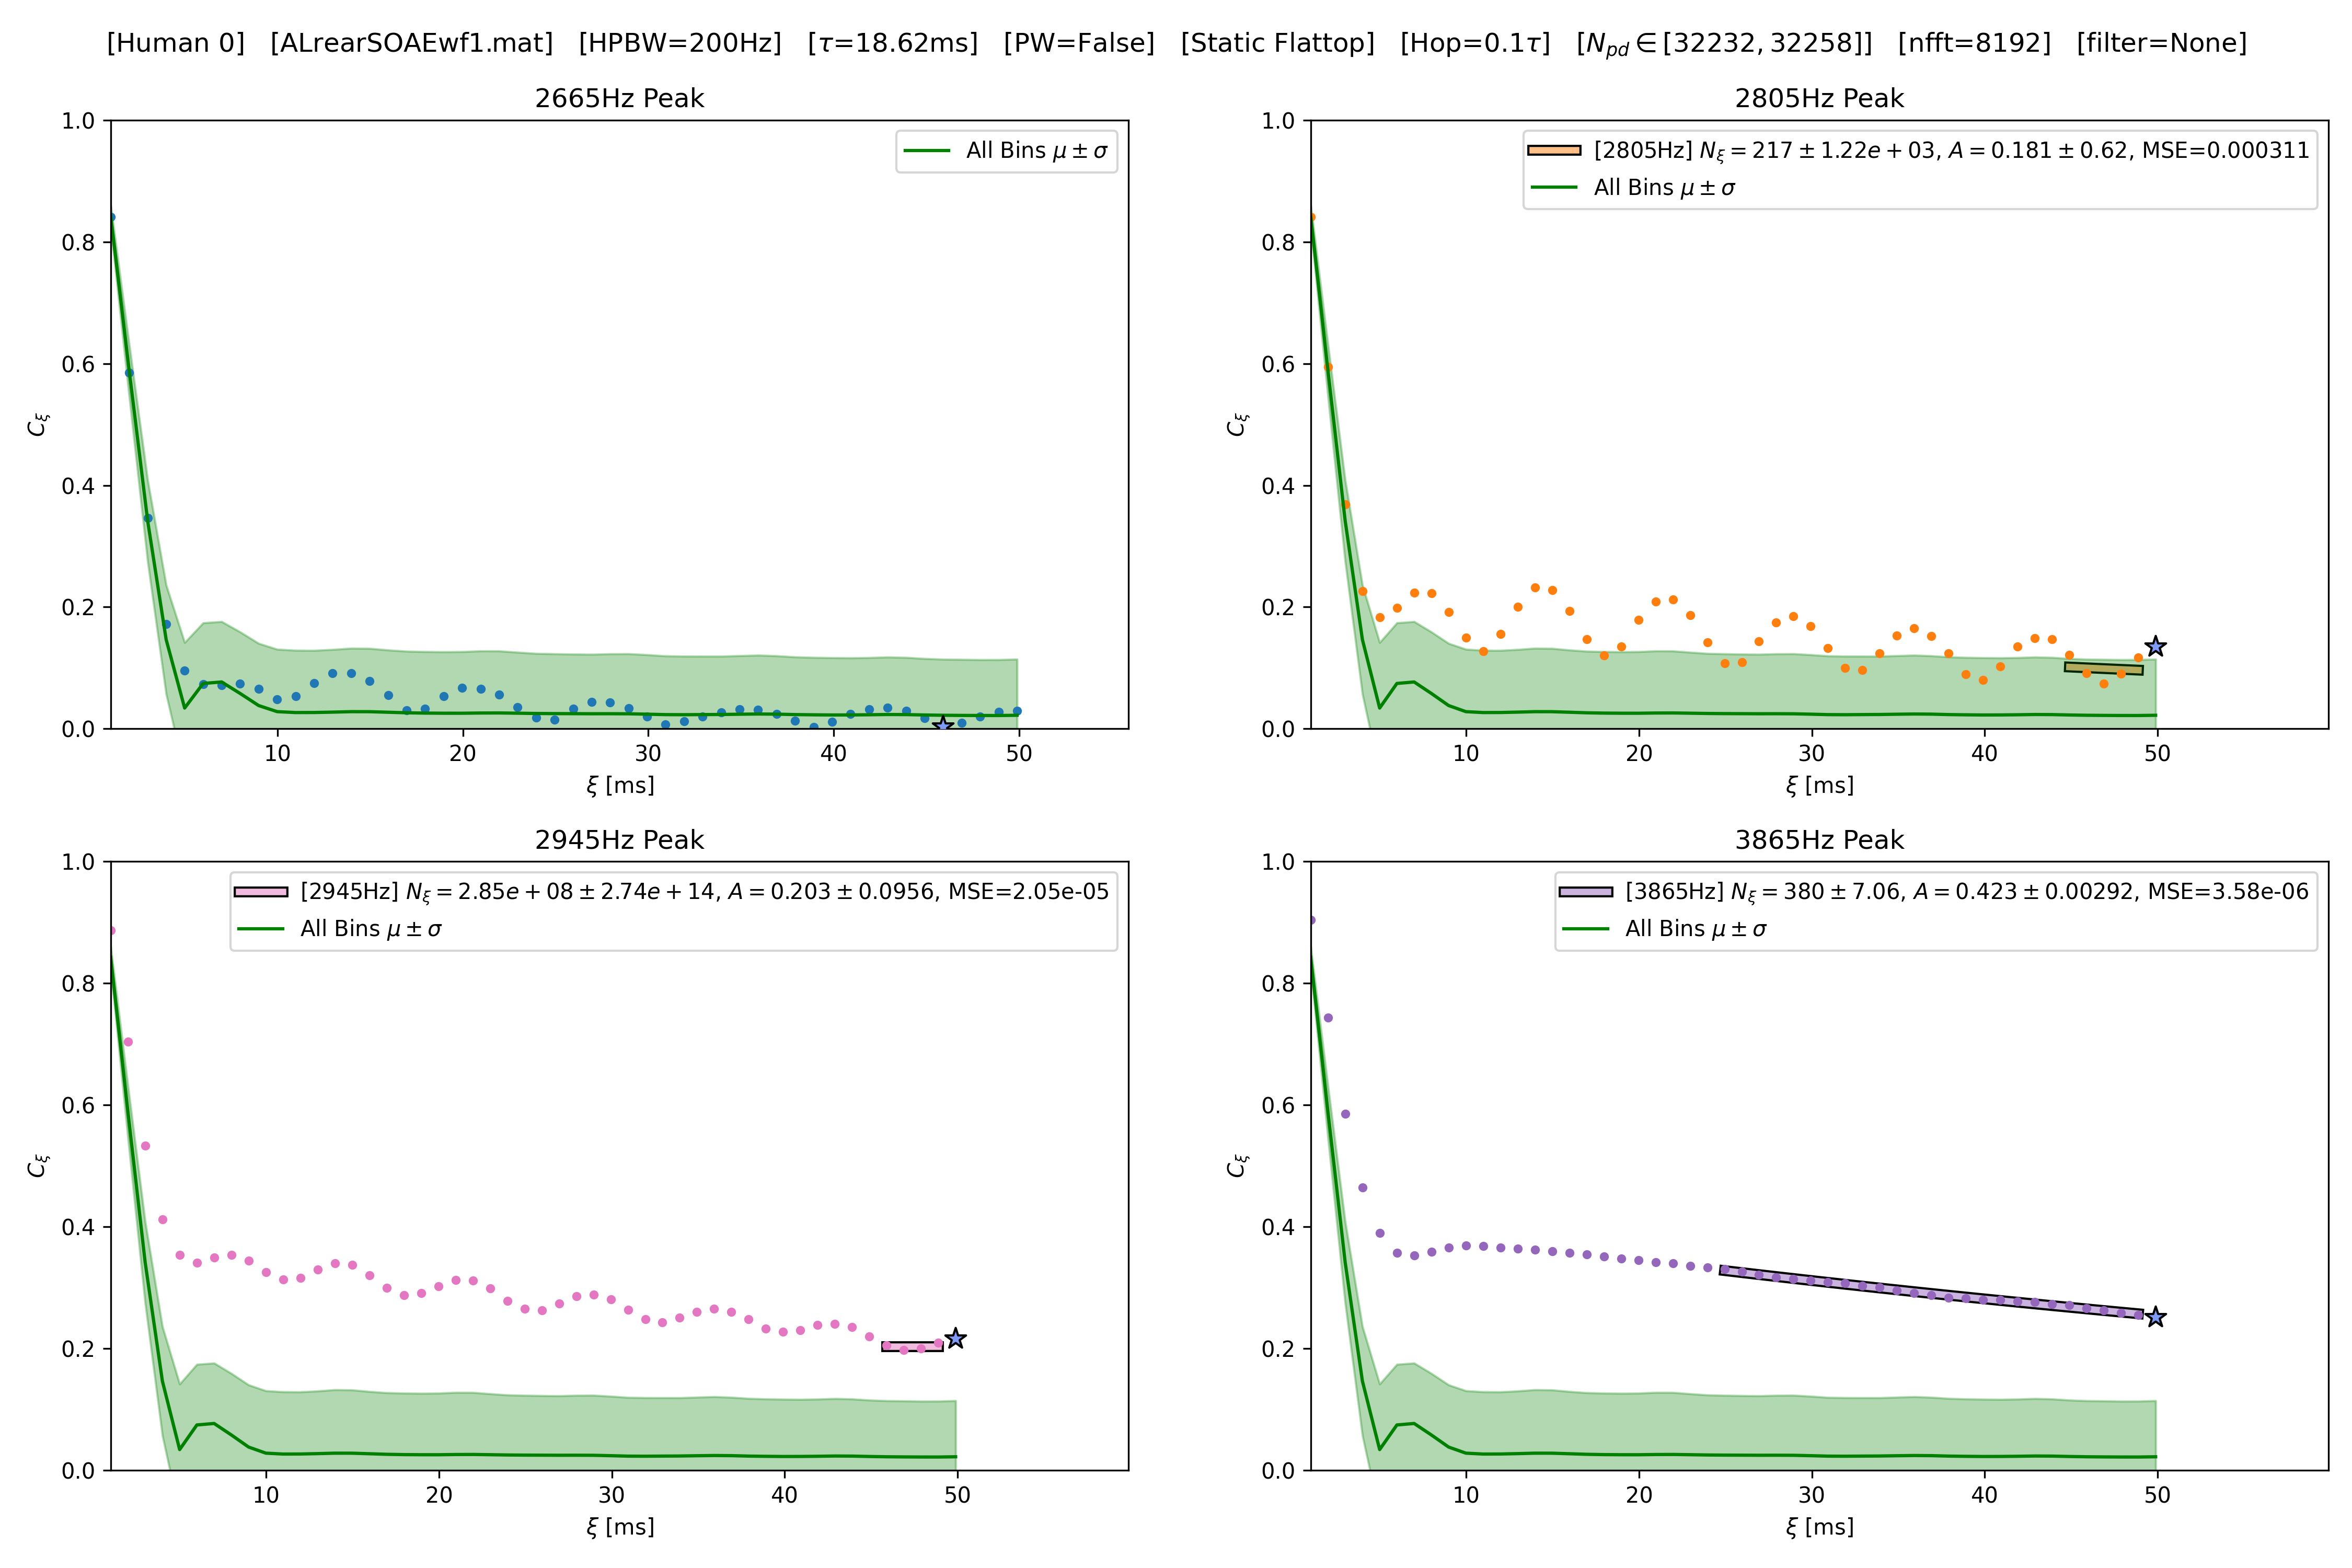 [Human 0] [ALrearSOAEwf1.mat] [HPBW=200Hz] [τ=18.62ms] [PW=False] [Static Flattop] [Hop=0.1τ] [N_pd ∈ [32232, 32258]] [nfft=8192] [filter=None]
2665Hz Peak
All Bins μ ± σ
C_ξ
1.0
0.8
0.6
0.4
0.2
0.0
10 20 30 40 50
ξ [ms]
2805Hz Peak
[2805Hz] N_ξ = 217 ± 1.22e + 03, A = 0.181 ± 0.62, MSE=0.000311
All Bins μ ± σ
C_ξ
1.0
0.8
0.6
0.4
0.2
0.0
10 20 30 40 50
ξ [ms]
2945Hz Peak
[2945Hz] N_ξ = 2.85e + 08 ± 2.74e + 14, A = 0.203 ± 0.0956, MSE=2.05e-05
All Bins μ ± σ
C_ξ
1.0
0.8
0.6
0.4
0.2
0.0
10 20 30 40 50
ξ [ms]
3865Hz Peak
[3865Hz] N_ξ = 380 ± 7.06, A = 0.423 ± 0.00292, MSE=3.58e-06
All Bins μ ± σ
C_ξ
1.0
0.8
0.6
0.4
0.2
0.0
10 20 30 40 50
ξ [ms]